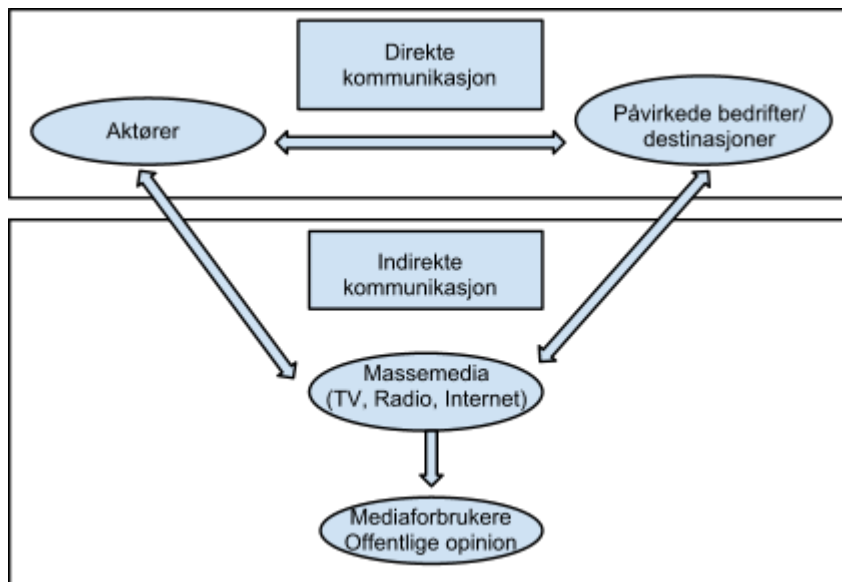 Direkte
kommunikasjon
Aktører
Påvirkede bedrifter/
destinasjoner
Indirekte
kommunikasjon
Massemedia
(TV, Radio, Internet)
Mediaforbrukere
Offentlige opinion